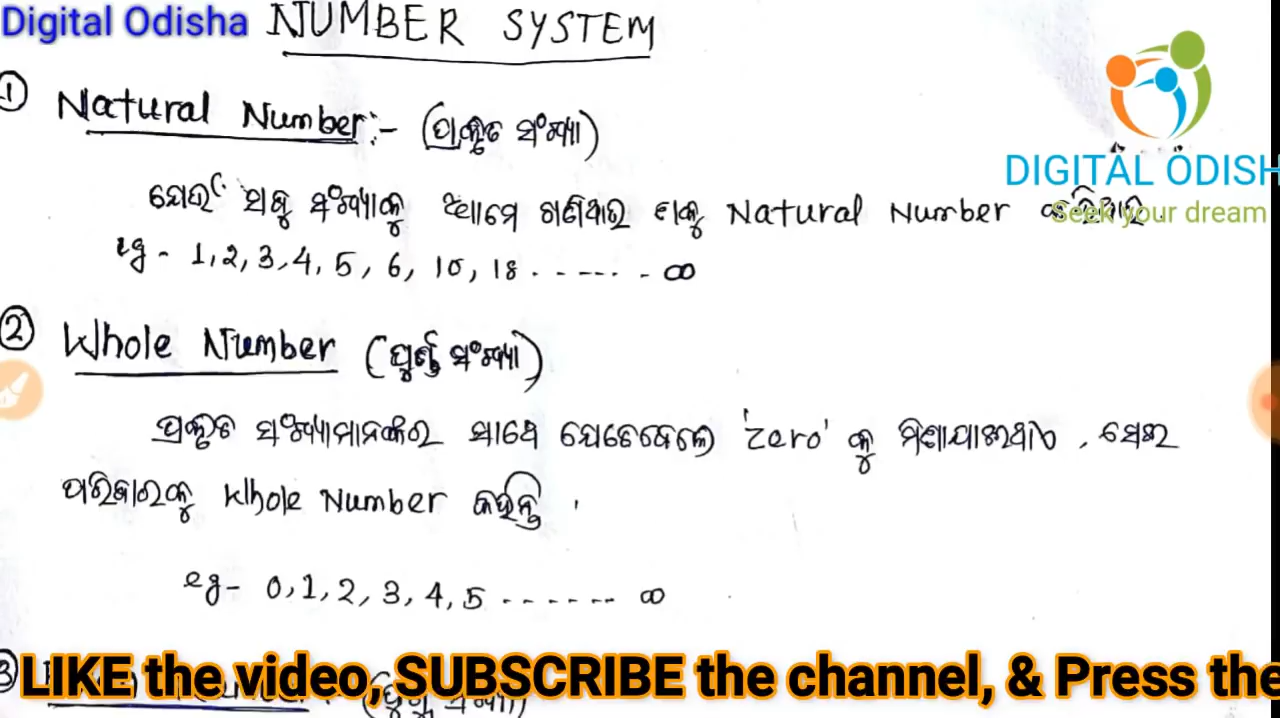 Digital Odisha NUMBER SYSTEM
① Natural Number :- (ପ୍ରାକୃତ ସଂଖ୍ୟା)
DIGITAL ODISH
Seek your dream
ଯେଉଁ ସବୁ ସଂଖ୍ୟାକୁ ଆମେ ଗଣିଥାଉ ତାକୁ Natural Number
eg - 1, 2, 3, 4, 5, 6, 10, 18 . - - --- - ∞
② Whole Number (ପୂର୍ଣ୍ଣ ସଂଖ୍ୟା)
ପ୍ରାକୃତ ସଂଖ୍ୟାମାନଙ୍କର ସାଥେ ଯେତେବେଳେ 'Zero' କୁ ମିଶାଯାଇଥାଏ , ସେଇ
ପରିବାରକୁ Whole Number କହନ୍ତି ।
eg - 0, 1, 2, 3, 4, 5 - - - - - -- ∞
LIKE the video, SUBSCRIBE the channel, & Press the